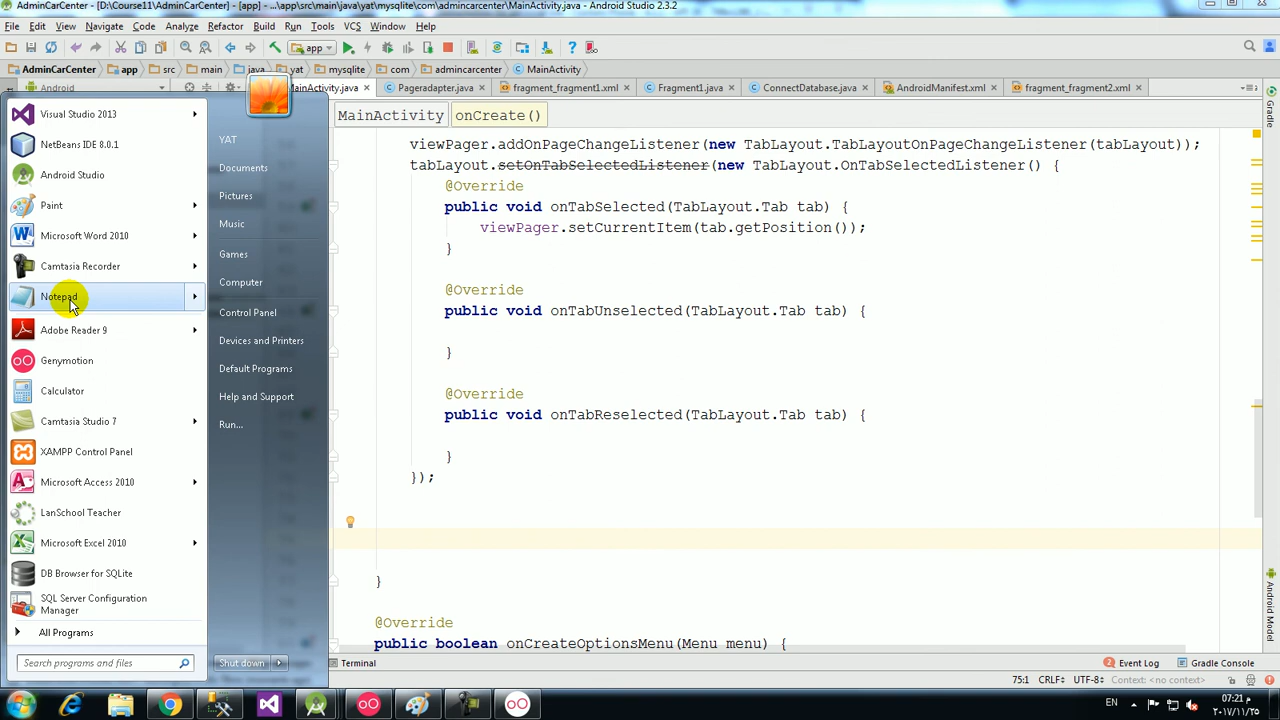 AdminCarCenter - [D:\Course11\AdminCarCenter] - [app] - ...\app\src\main\java\yat\mysqlite\com\admincarcenter\MainActivity.java - Android Studio 2.3.2
File Edit View Navigate Code Analyze Refactor Build Run Tools VCS Window Help
app
AdminCarCenter app src main java yat mysqlite com admincarcenter MainActivity
Android MainActivity.java Pageradapter.java fragment_fragment1.xml Fragment1.java ConnectDatabase.java AndroidManifest.xml fragment_fragment2.xml
MainActivity onCreate()
viewPager.addOnPageChangeListener(new TabLayout.TabLayoutOnPageChangeListener(tabLayout));
tabLayout.setOnTabSelectedListener(new TabLayout.OnTabSelectedListener() {
@Override
public void onTabSelected(TabLayout.Tab tab) {
viewPager.setCurrentItem(tab.getPosition());
}
@Override
public void onTabUnselected(TabLayout.Tab tab) {
}
@Override
public void onTabReselected(TabLayout.Tab tab) {
}
});
}
@Override
public boolean onCreateOptionsMenu(Menu menu) {
Visual Studio 2013
NetBeans IDE 8.0.1
Android Studio
Paint
Microsoft Word 2010
Camtasia Recorder
Notepad
Adobe Reader 9
Genymotion
Calculator
Camtasia Studio 7
XAMPP Control Panel
Microsoft Access 2010
LanSchool Teacher
Microsoft Excel 2010
DB Browser for SQLite
SQL Server Configuration
Manager
All Programs
Search programs and files
YAT
Documents
Pictures
Music
Games
Computer
Control Panel
Devices and Printers
Default Programs
Help and Support
Run...
Shut down
Gradle
Android Model
Terminal Event Log Gradle Console
75:1 CRLF÷ UTF-8÷ Context: <no context>
EN 07:21 م
٢٠١٧/١١/٢٥